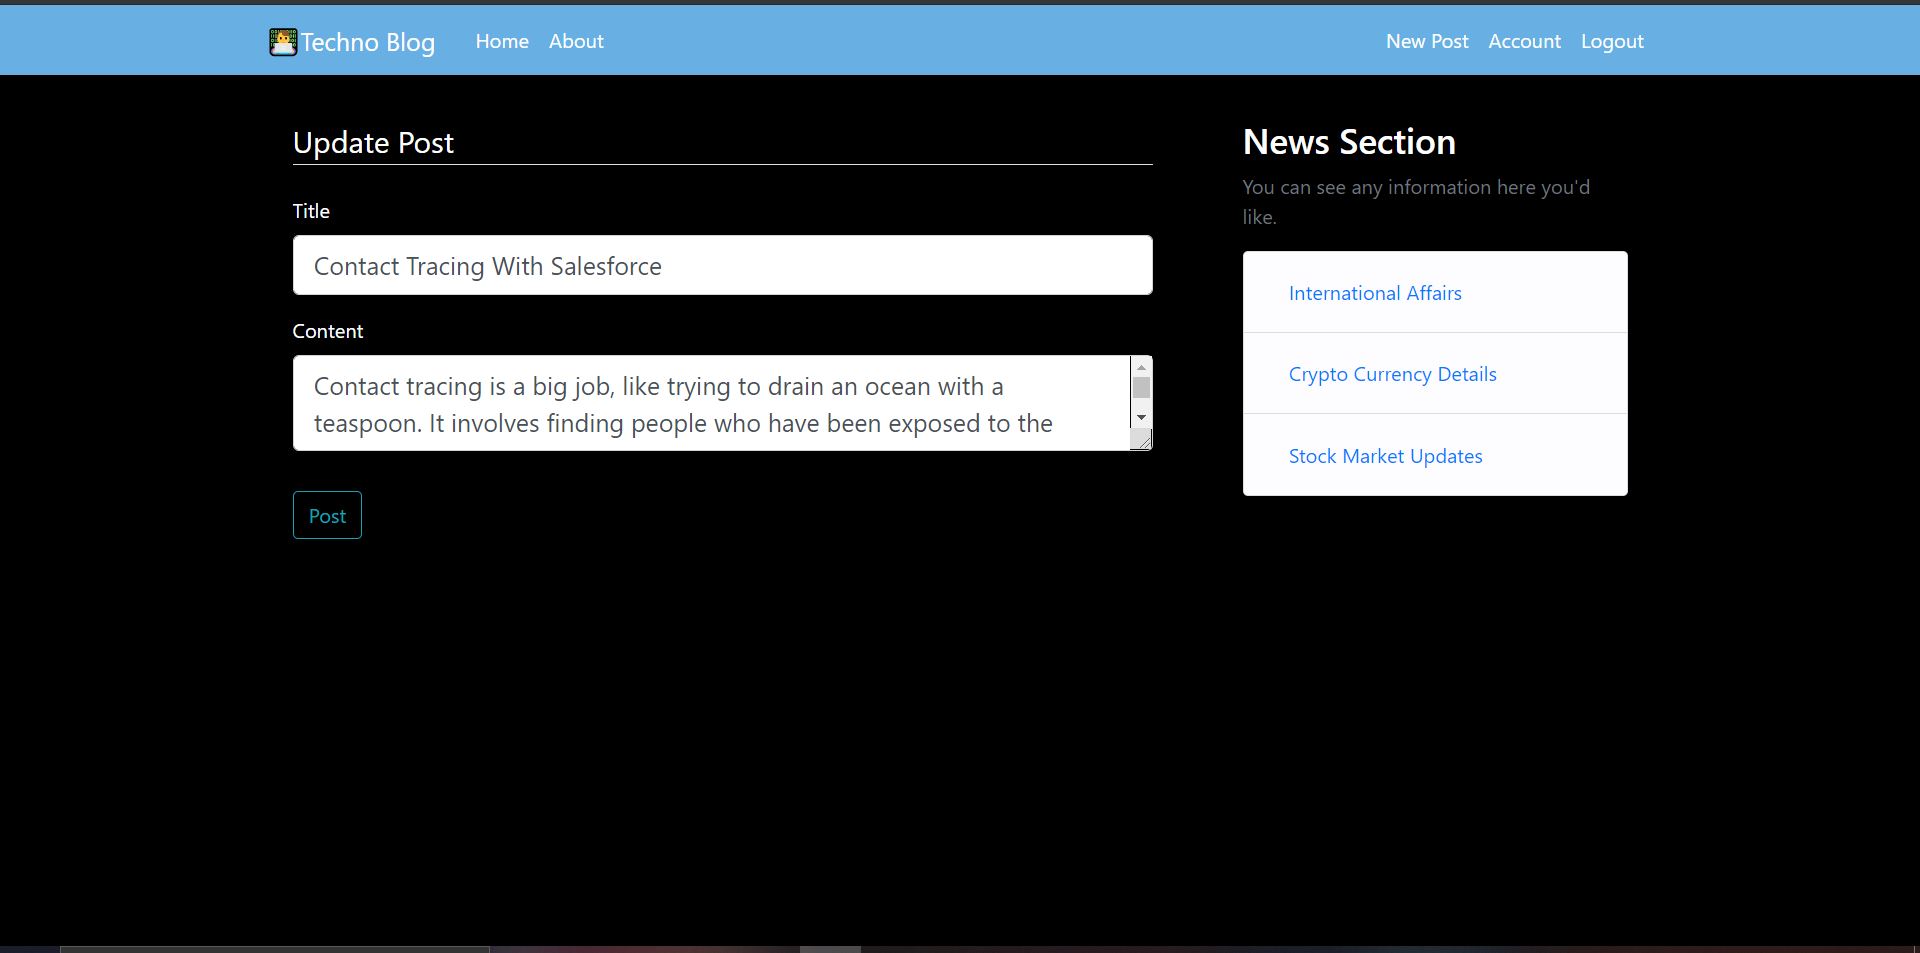 Techno Blog Home About New Post Account Logout
Update Post
Title
Contact Tracing With Salesforce
Content
Contact tracing is a big job, like trying to drain an ocean with a
teaspoon. It involves finding people who have been exposed to the
Post
News Section
You can see any information here you'd
like.
International Affairs
Crypto Currency Details
Stock Market Updates